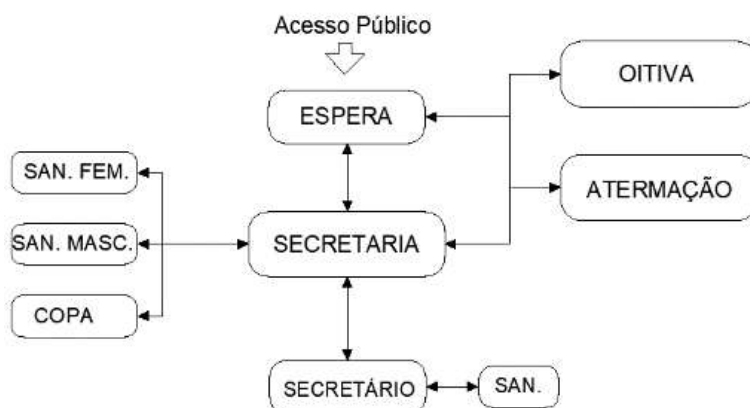 Acesso Público
OITIVA
ESPERA
SAN. FEM.
ATERMAÇÃO
SAN. MASC.
SECRETARIA
COPA
SECRETÁRIO
SAN.